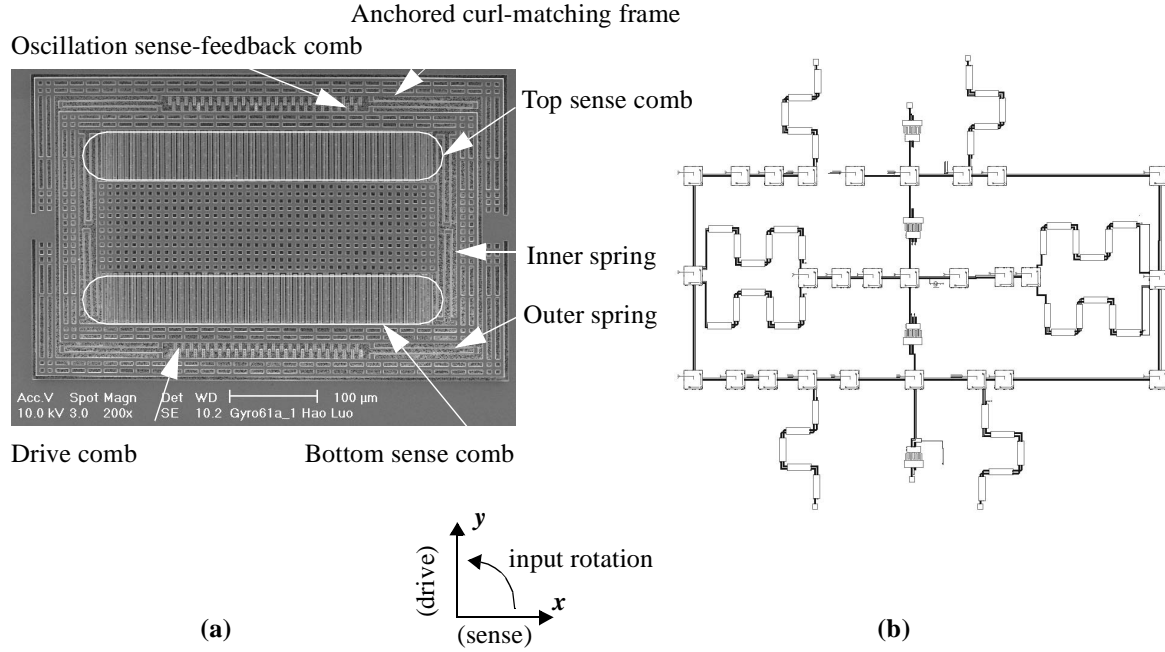 Anchored curl-matching frame
Oscillation sense-feedback comb
Top sense comb
Inner spring
Outer spring
Acc.V Spot Magn Det WD 100 µm
10.0 kV 3.0 200x SE 10.2 Gyro61a_1 Hao Luo
Drive comb
Bottom sense comb
y
input rotation
(drive)
x
(sense)
(a)
(b)